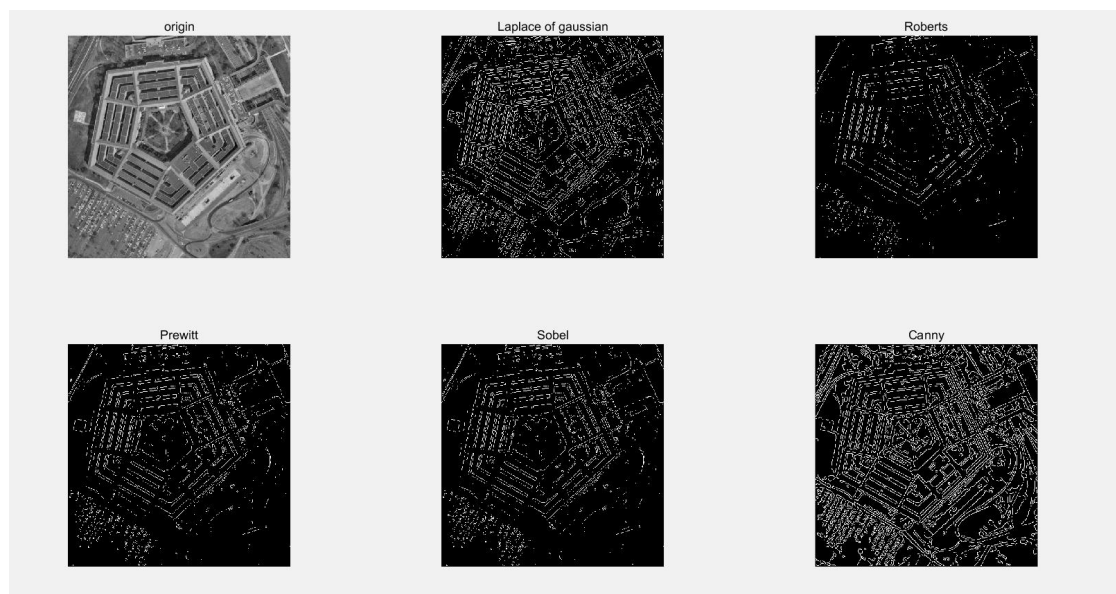 origin
Laplace of gaussian
Roberts
Prewitt
Sobel
Canny